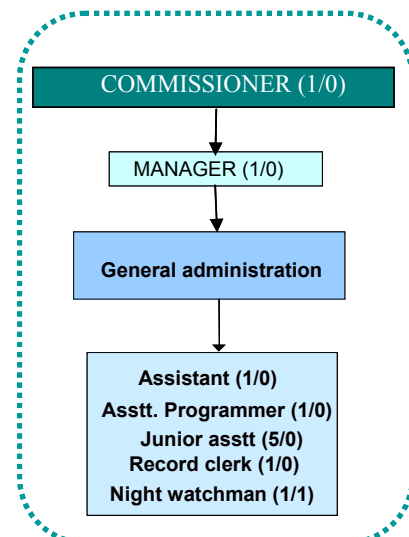 COMMISSIONER (1/0)
MANAGER (1/0)
General administration
Assistant (1/0)
Asstt. Programmer (1/0)
Junior asstt (5/0)
Record clerk (1/0)
Night watchman (1/1)